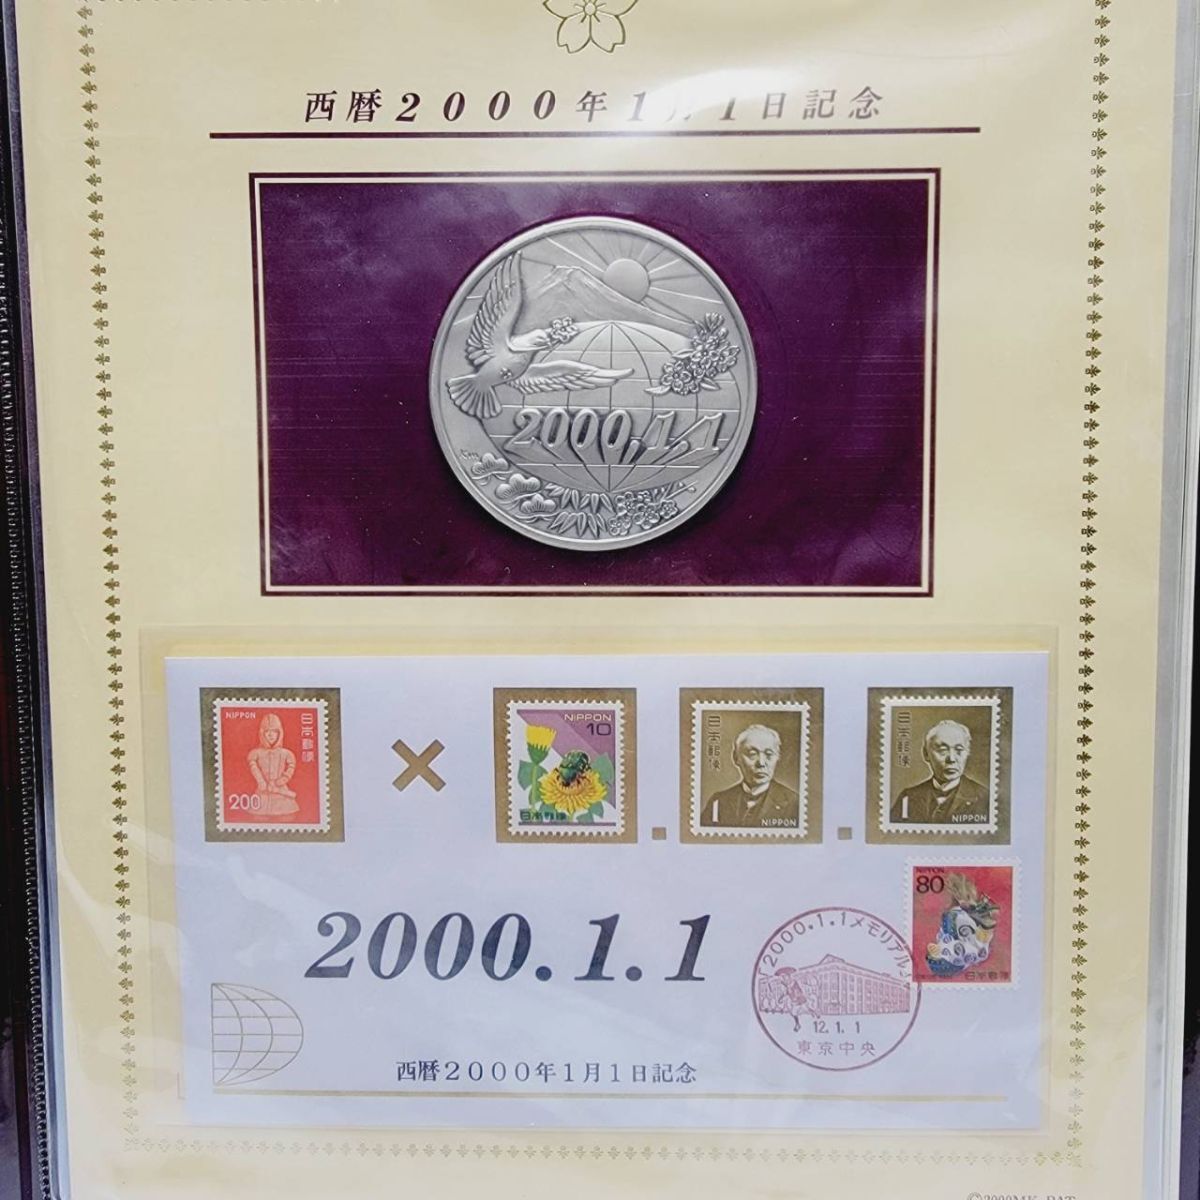 西暦2000年1月1日記念
2000.1.1
NIPPON
日本郵便
200
×
NIPPON
10
日本郵便
.
日本郵便
1
NIPPON
.
日本郵便
1
NIPPON
NIPPON
80
日本郵便
2000.1.1
「2000.1.1メモリアル」
12.1.1
東京中央
西暦2000年1月1日記念
©2000MK PAT